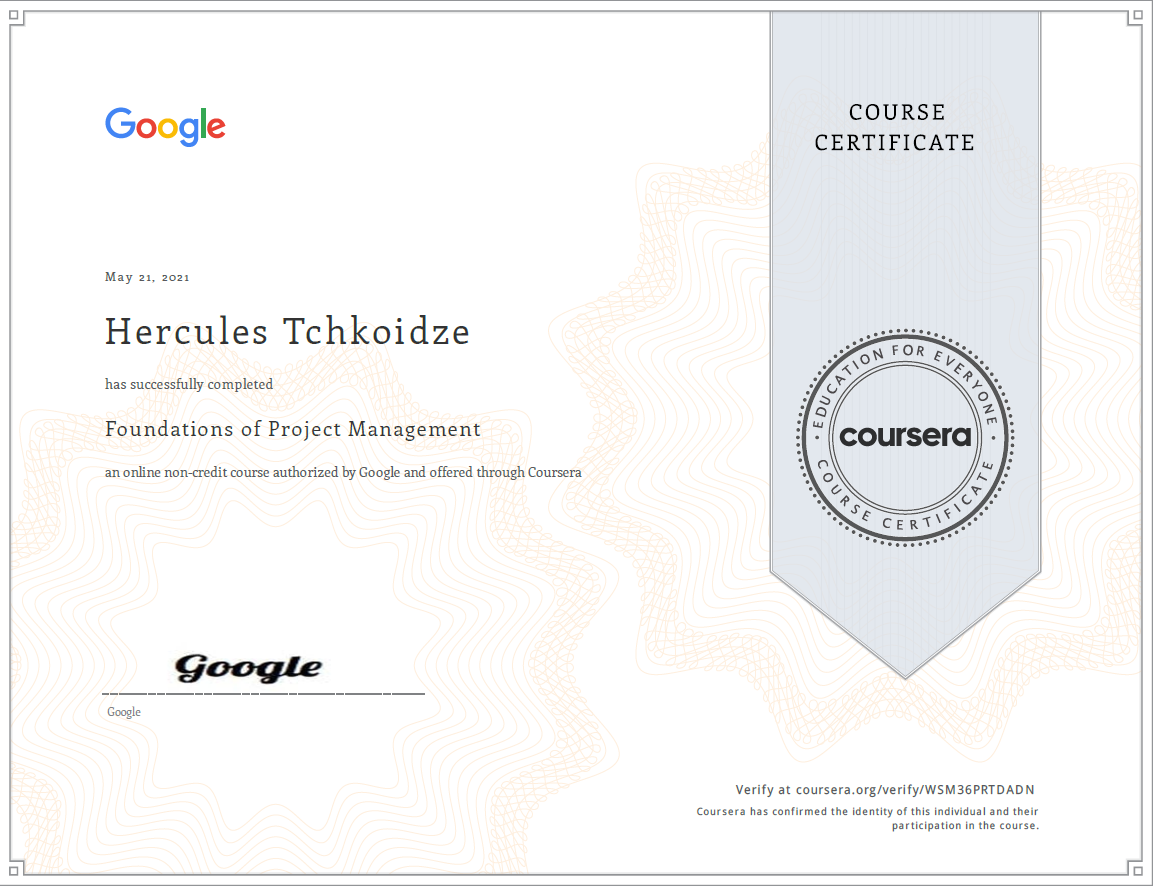 Google
COURSE
CERTIFICATE
May 21, 2021
Hercules Tchkoidze
has successfully completed
Foundations of Project Management
an online non-credit course authorized by Google and offered through Coursera
EDUCATION FOR EVERYONE
coursera
COURSE CERTIFICATE
Google
Google
Verify at coursera.org/verify/WSM36PRTDADN
Coursera has confirmed the identity of this individual and their
participation in the course.